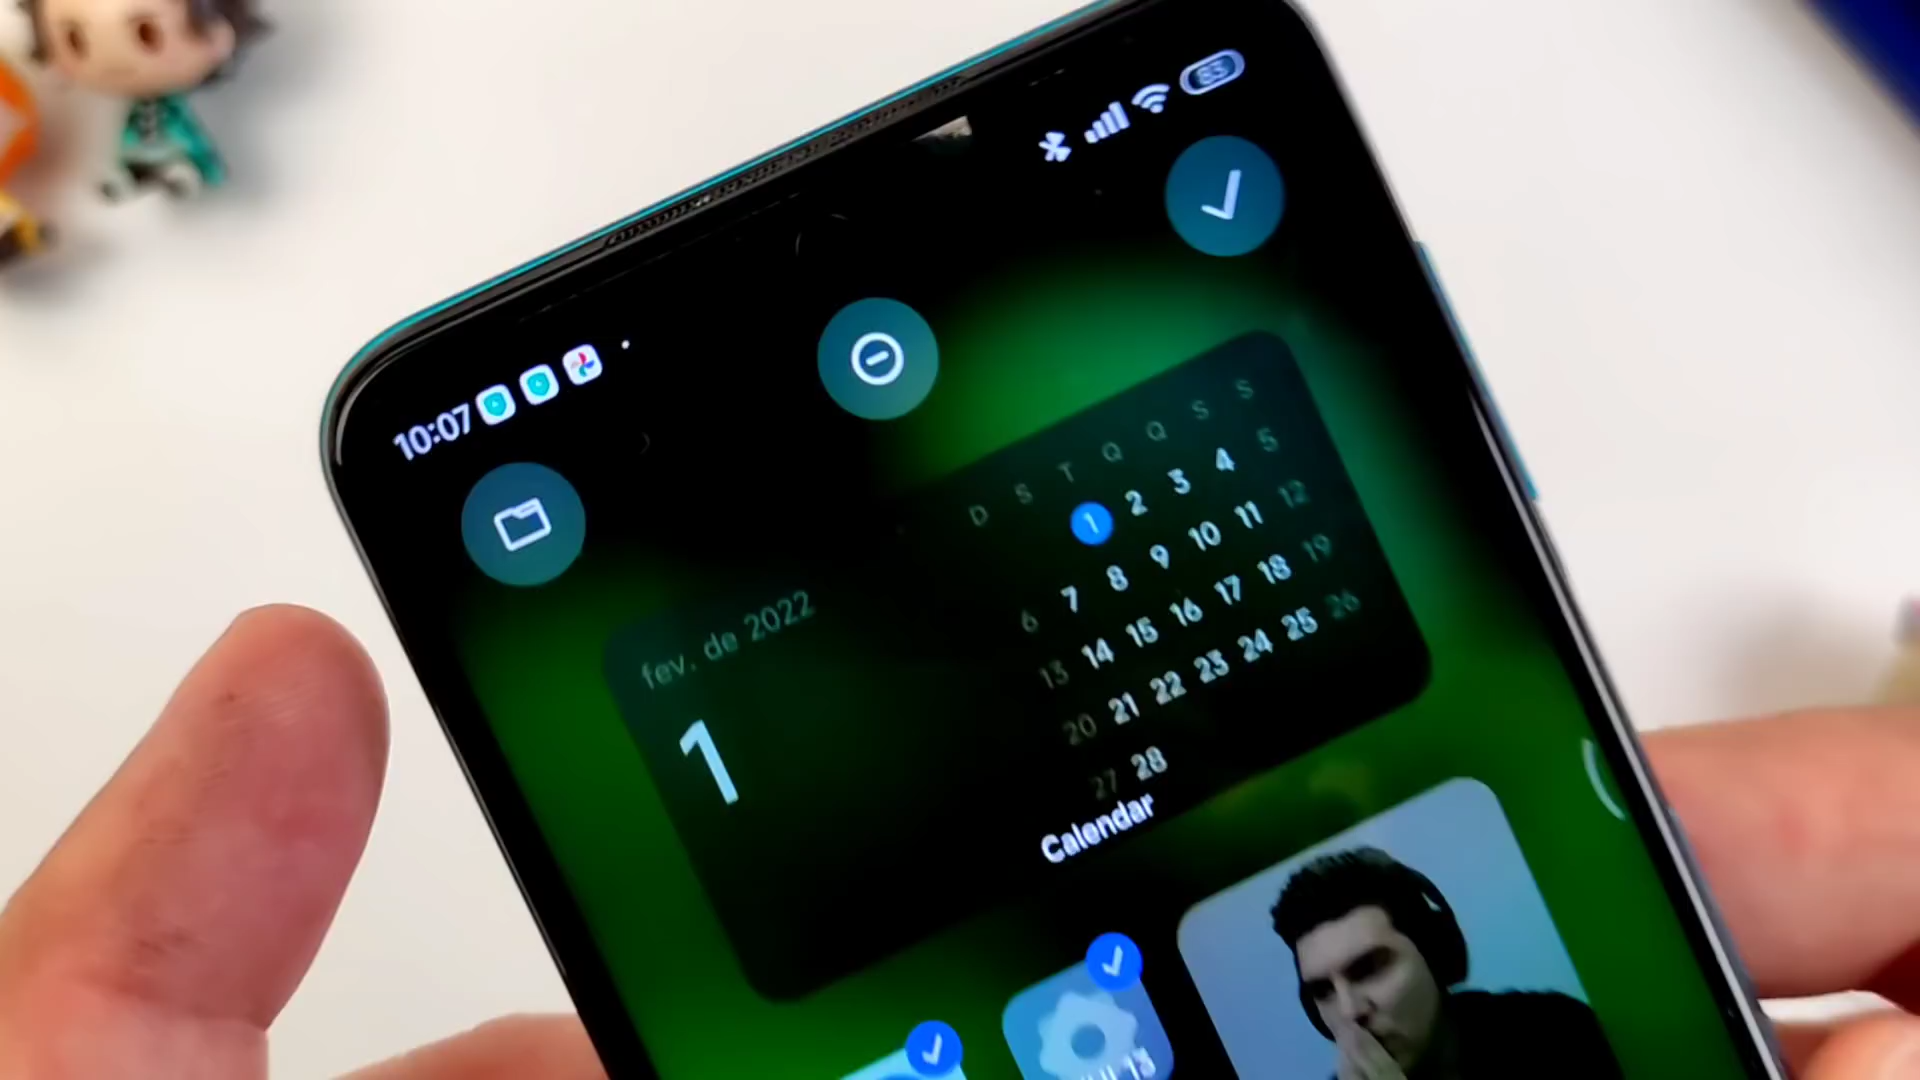 10:07
83
fev. de 2022
1
D S T Q Q S S
1 2 3 4 5
6 7 8 9 10 11 12
13 14 15 16 17 18 19
20 21 22 23 24 25 26
27 28
Calendar